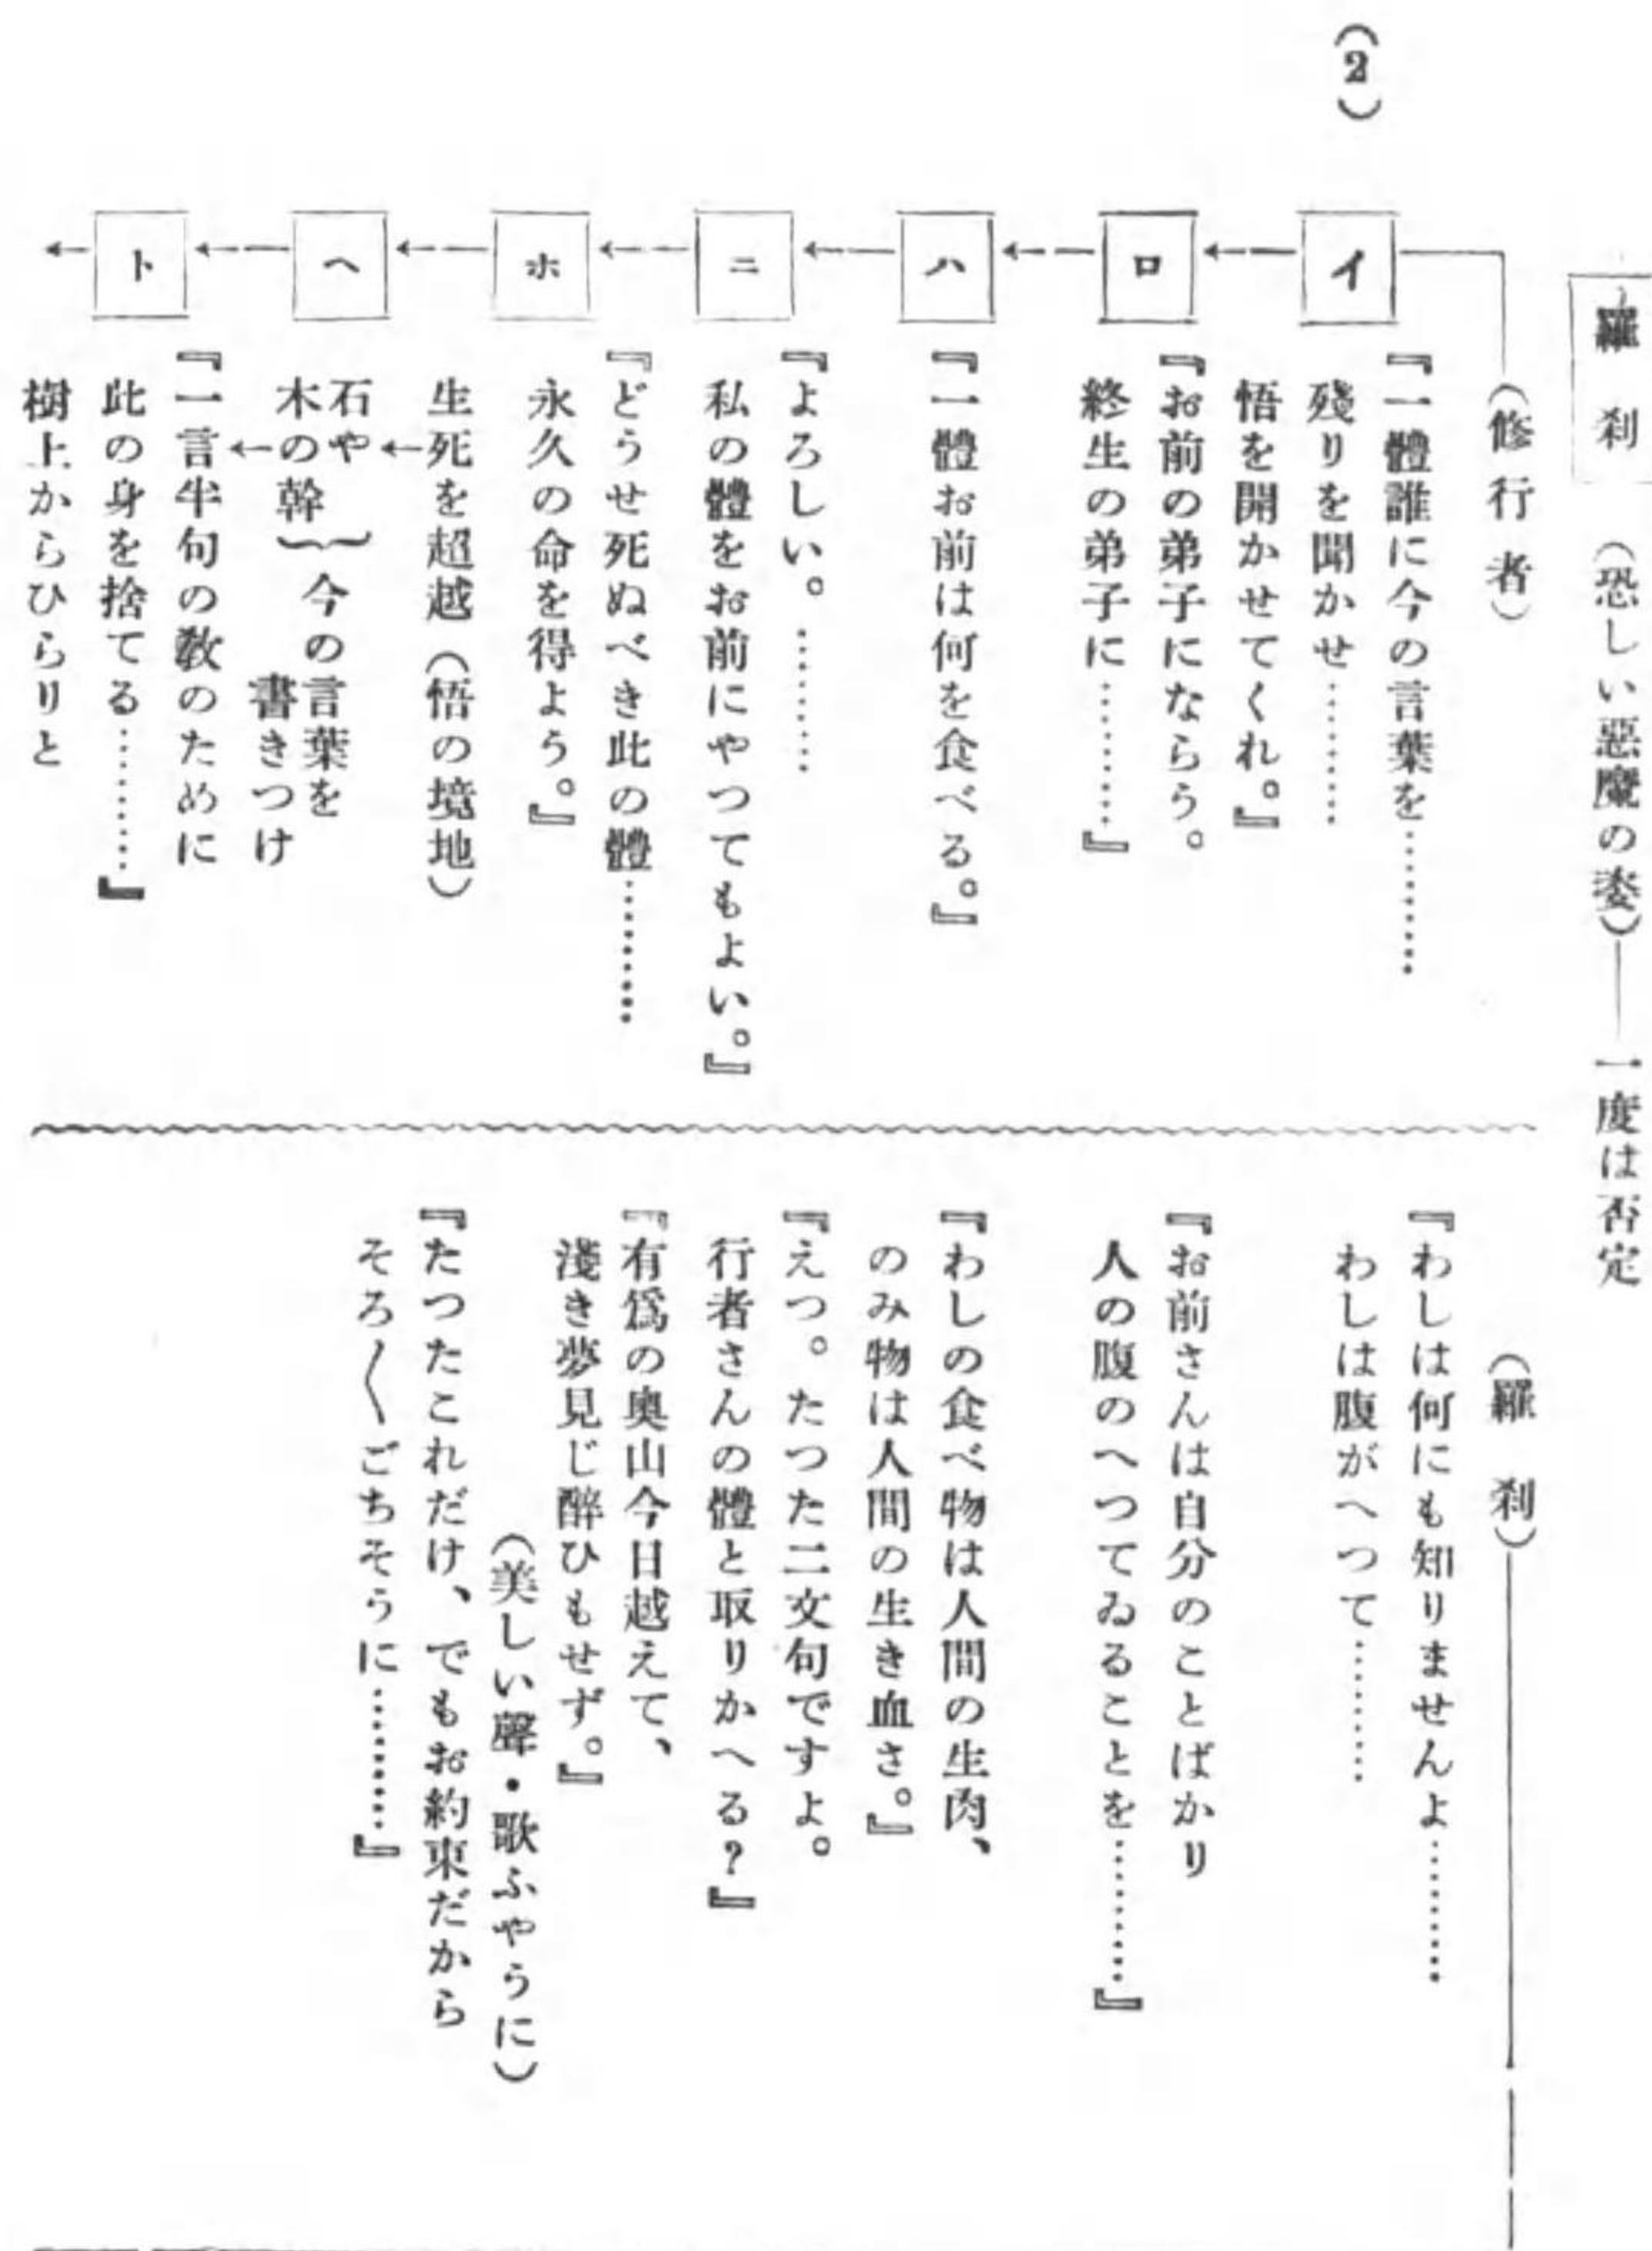 羅刹 (恐しい惡魔の姿)――一度は否定
(2)
(修行者)
イ
『一體誰に今の言葉を…………
殘りを聞かせ…………
悟を開かせてくれ。』
ロ
『お前の弟子にならう。
終生の弟子に…………』
ハ
『一體お前は何を食べる。』
ニ
『よろしい。…………
私の體をお前にやつてもよい。』
ホ
『どうせ死ぬべき此の體…………
永久の命を得よう。』
生死を超越(悟の境地)
ヘ
石や
木の幹
今の言葉を
書きつけ
ト
『一言半句の敎のために
此の身を捨てる…………』
樹上からひらりと
(羅刹)
『わしは何にも知りませんよ…………
わしは腹がへつて…………
『お前さんは自分のことばかり
人の腹のへつてゐることを…………』
『わしの食べ物は人間の生肉、
のみ物は人間の生き血さ。』
『えつ。たつた二文句ですよ。
行者さんの體と取りかへる?』
『有爲の奥山今日越えて、
淺き夢見じ醉ひもせず。』
(美しい聲・歌ふやうに)
『たつたこれだけ、でもお約束だから
そろ〱ごちそうに…………』